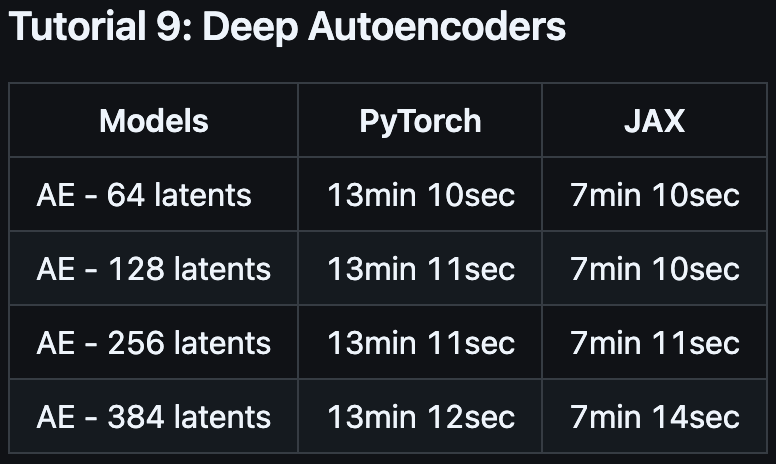 Tutorial 9: Deep Autoencoders
Models PyTorch JAX
AE - 64 latents 13min 10sec 7min 10sec
AE - 128 latents 13min 11sec 7min 10sec
AE - 256 latents 13min 11sec 7min 11sec
AE - 384 latents 13min 12sec 7min 14sec